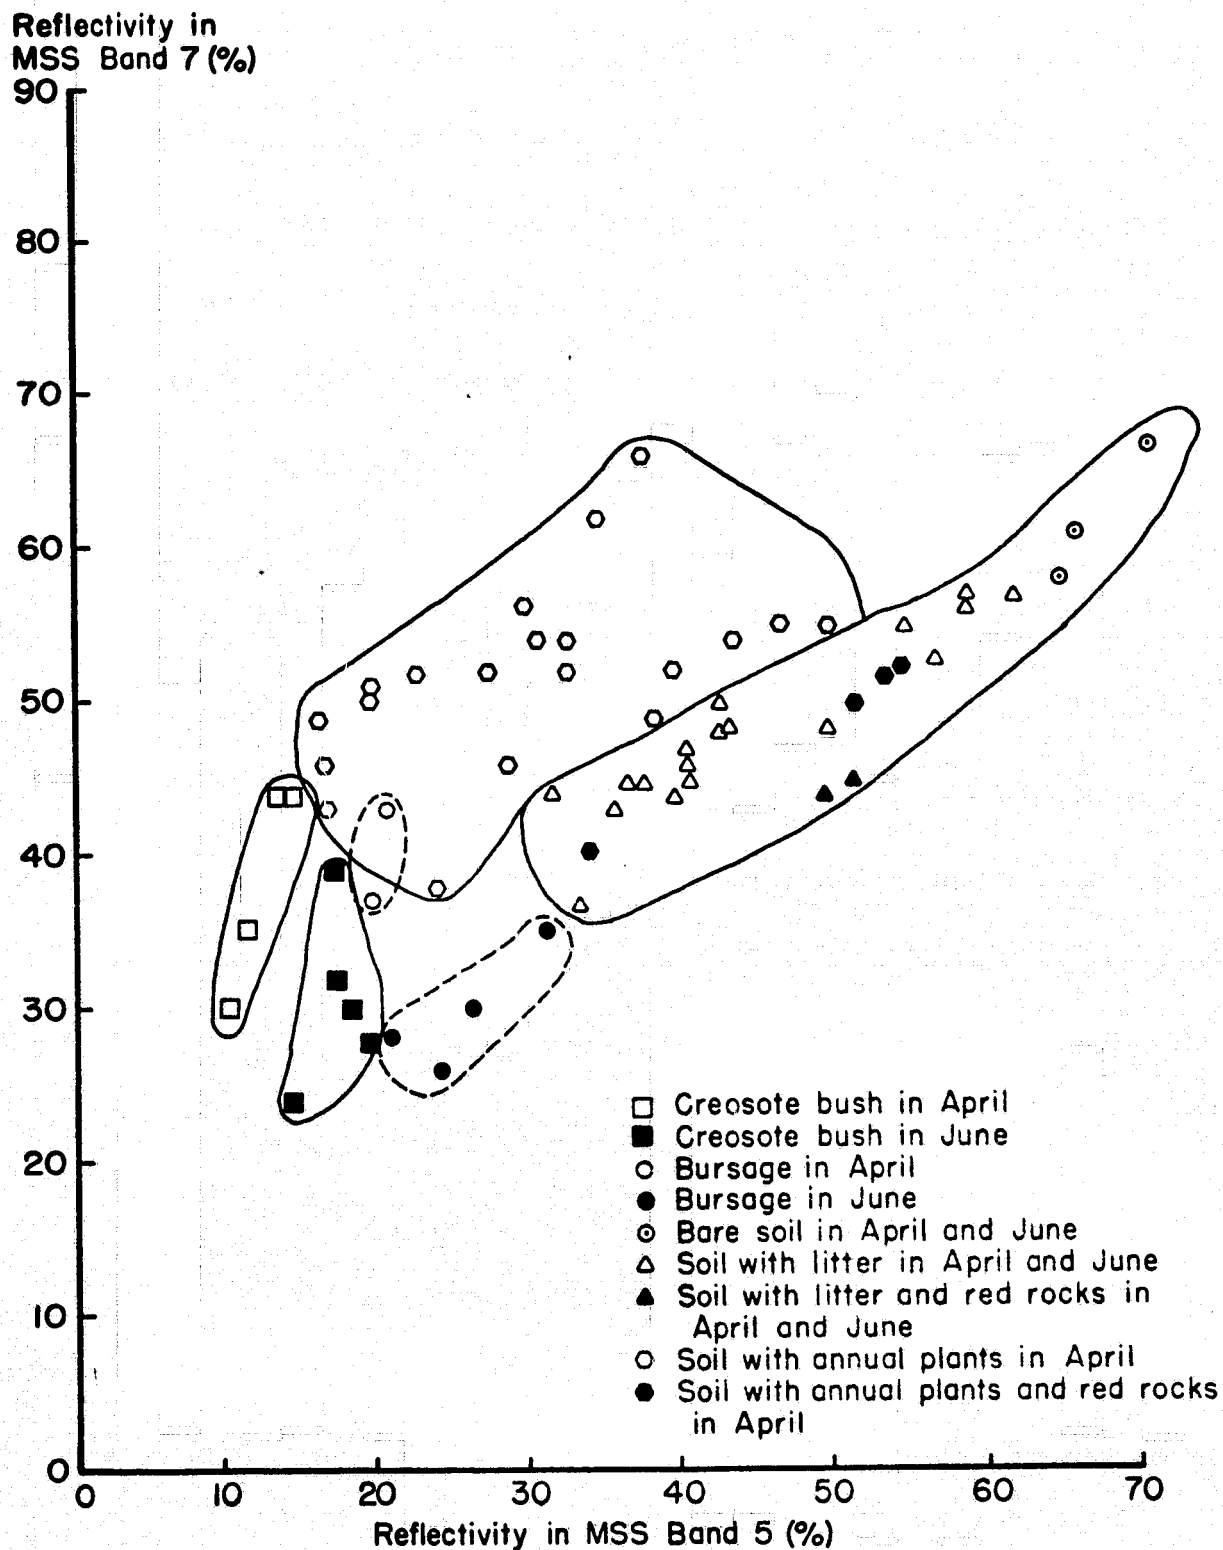 Reflectivity in
MSS Band 7 (%)
90
80
70
60
50
40
30
20
10
0
□ Creosote bush in April
■ Creosote bush in June
○ Bursage in April
● Bursage in June
⊙ Bare soil in April and June
△ Soil with litter in April and June
▲ Soil with litter and red rocks in
April and June
⬡ Soil with annual plants in April
⬢ Soil with annual plants and red rocks
in April
0 10 20 30 40 50 60 70
Reflectivity in MSS Band 5 (%)